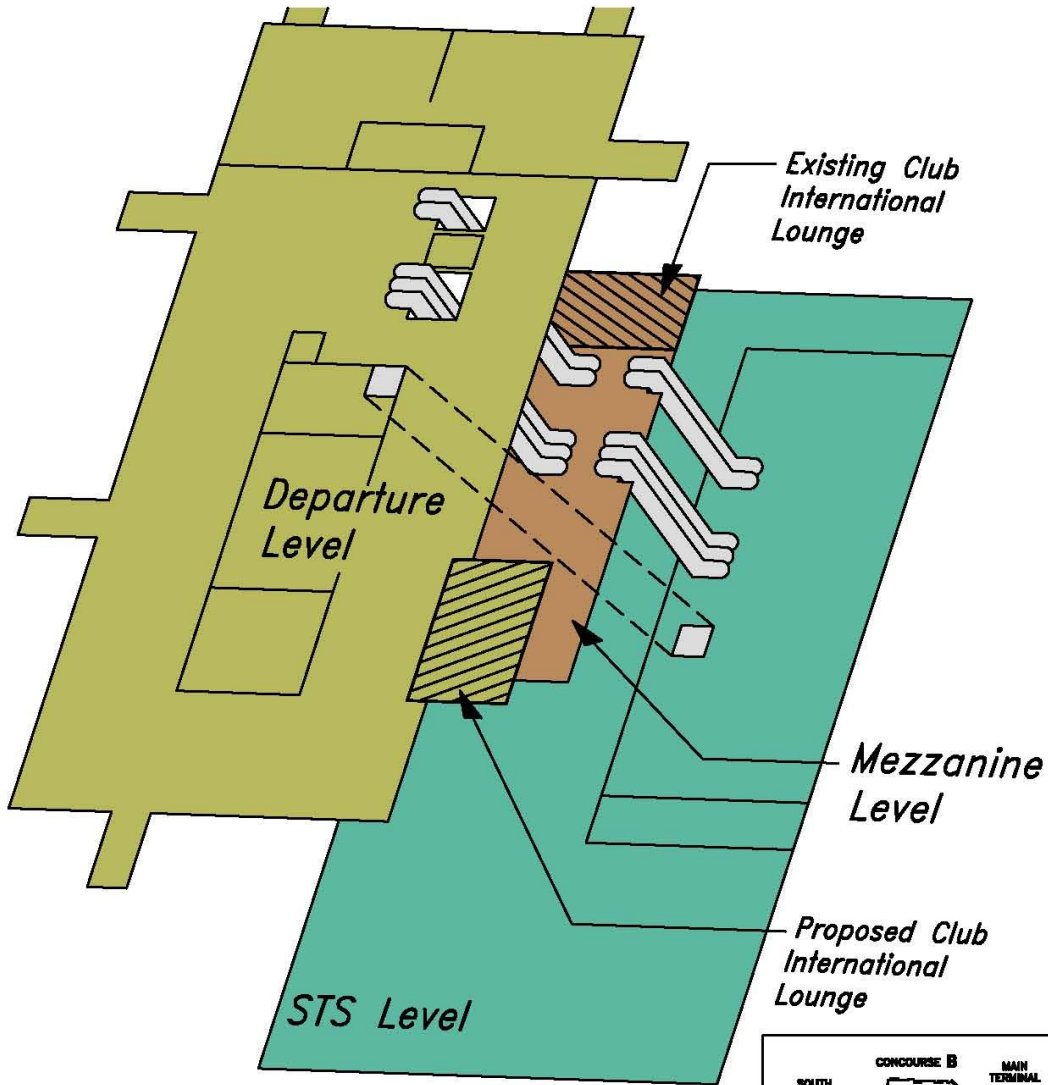 Existing Club
International
Lounge
Departure
Level
Mezzanine
Level
Proposed Club
International
Lounge
STS Level
CONCOURSE B
MAIN
TERMINAL
SOUTH